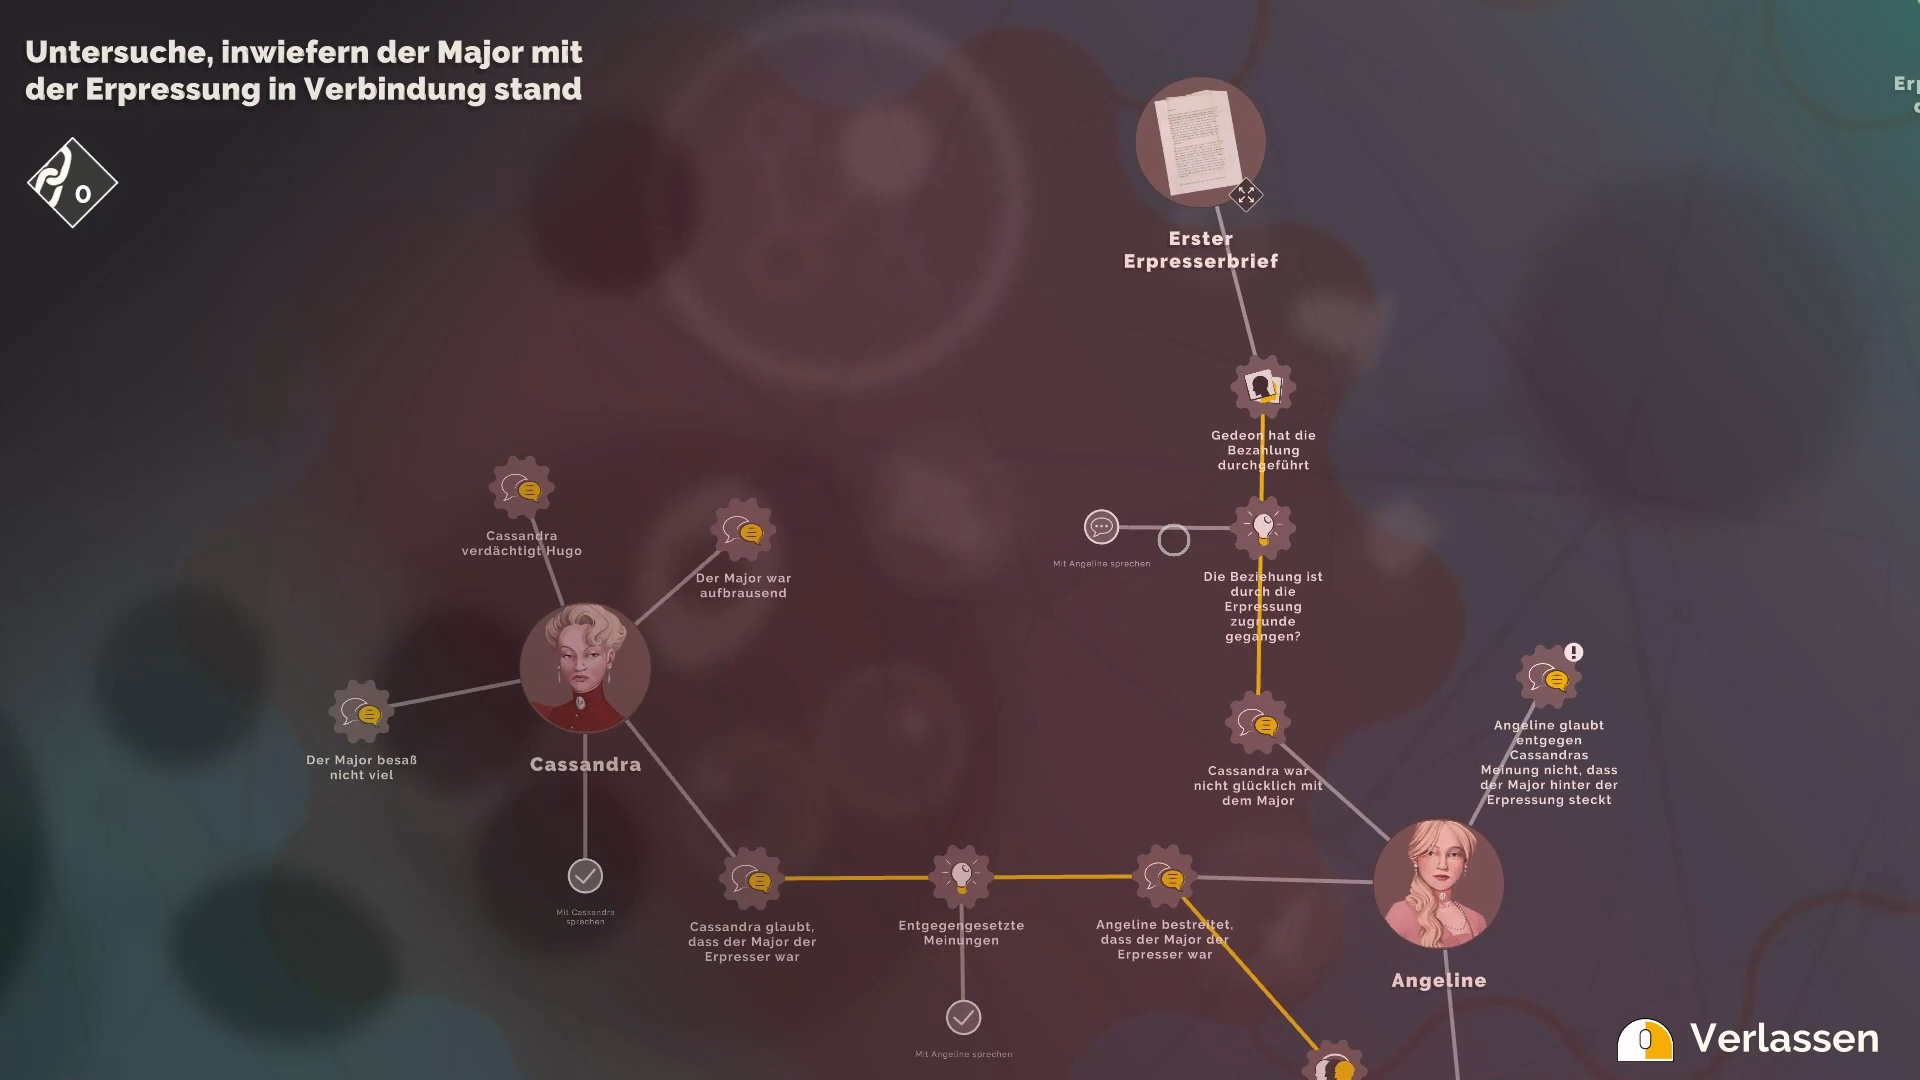 Untersuche, inwiefern der Major mit
der Erpressung in Verbindung stand
0
Erster
Erpresserbrief
Gedeon hat die
Bezahlung
durchgeführt
Mit Angeline sprechen
Die Beziehung ist
durch die
Erpressung
zugrunde
gegangen?
Cassandra
verdächtigt Hugo
Der Major war
aufbrausend
Der Major besaß
nicht viel
Cassandra
Cassandra war
nicht glücklich mit
dem Major
Angeline glaubt
entgegen
Cassandras
Meinung nicht, dass
der Major hinter der
Erpressung steckt
Mit Cassandra
sprechen
Cassandra glaubt,
dass der Major der
Erpresser war
Entgegengesetzte
Meinungen
Angeline bestreitet,
dass der Major der
Erpresser war
Angeline
Mit Angeline sprechen
Verlassen